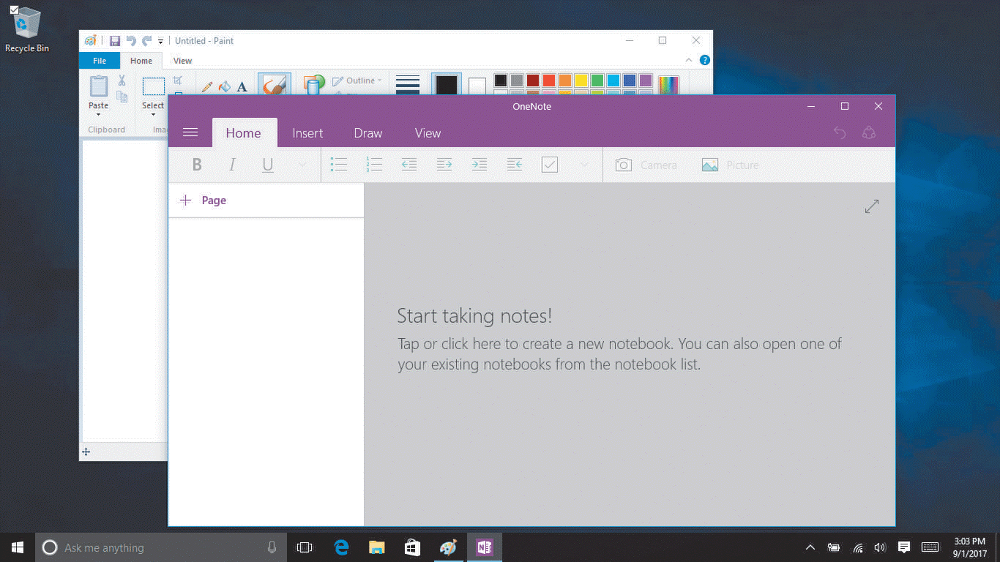 Recycle Bin
Untitled - Paint
File Home View
Paste
Select
Outline
Clipboard
OneNote
Home Insert Draw View
B I U
Camera Picture
Page
Start taking notes!
Tap or click here to create a new notebook. You can also open one of
your existing notebooks from the notebook list.
Ask me anything
3:03 PM
9/1/2017